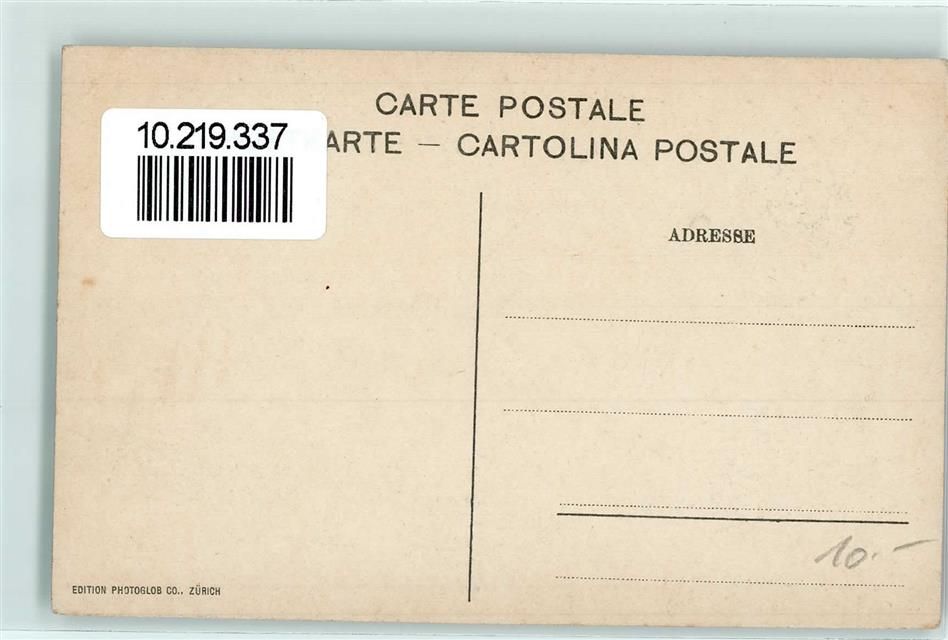 CARTE POSTALE
ARTE — CARTOLINA POSTALE
10.219.337
ADRESSE
10.-
EDITION PHOTOGLOB CO., ZÜRICH